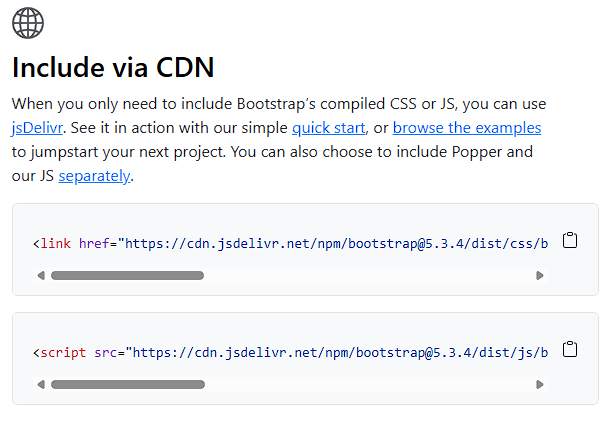 Include via CDN
When you only need to include Bootstrap’s compiled CSS or JS, you can use
jsDelivr. See it in action with our simple quick start, or browse the examples
to jumpstart your next project. You can also choose to include Popper and
our JS separately.
<link href="https://cdn.jsdelivr.net/npm/bootstrap@5.3.4/dist/css/b
<script src="https://cdn.jsdelivr.net/npm/bootstrap@5.3.4/dist/js/b